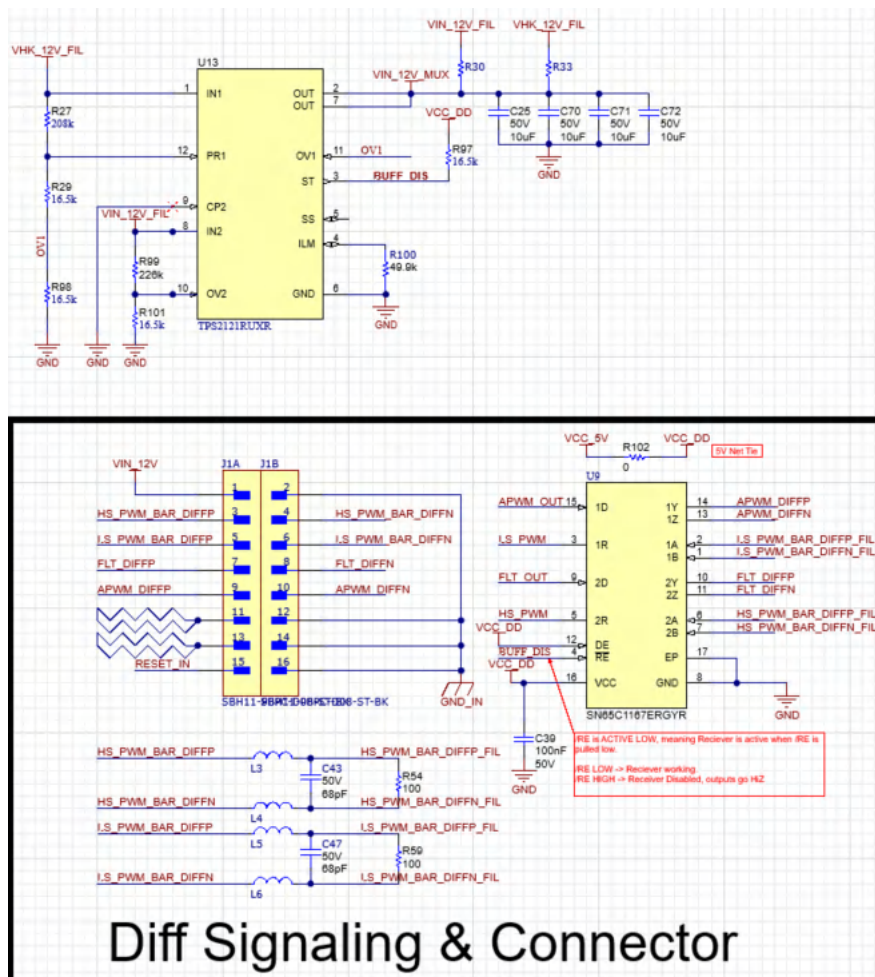 VIN_12V_FIL
VHK_12V_FIL
VHK_12V_FIL
U13
R30
R33
VIN_12V_MUX
1
IN1
OUT
2
OUT
7
R27
208k
VCC_DD
C25
50V
10uF
C70
50V
10uF
C71
50V
10uF
C72
50V
10uF
12
PR1
OV1
11
OV1
R97
16.5k
GND
ST
3
BUFF_DIS
R29
16.5k
9
CP2
VIN_12V_FIL
8
IN2
SS
5
ILM
4
OV1
R99
226k
R100
49.9k
R98
16.5k
10
OV2
GND
6
R101
16.5k
TPS2121RUXR
GND
GND
GND
GND
VCC_5V
R102
VCC_DD
5V Net Tie
0
VIN_12V
J1A
J1B
U9
1
2
APWM_OUT
15
1D
1Y
14
APWM_DIFFP
1Z
13
APWM_DIFFN
HS_PWM_BAR_DIFFP
3
4
HS_PWM_BAR_DIFFN
LS_PWM_BAR_DIFFP
5
6
LS_PWM_BAR_DIFFN
LS_PWM
3
1R
1A
2
LS_PWM_BAR_DIFFP_FIL
1B
1
LS_PWM_BAR_DIFFN_FIL
FLT_DIFFP
7
8
FLT_DIFFN
FLT_OUT
9
2D
2Y
10
FLT_DIFFP
2Z
11
FLT_DIFFN
APWM_DIFFP
9
10
APWM_DIFFN
11
12
HS_PWM
5
2R
2A
6
HS_PWM_BAR_DIFFP_FIL
2B
7
HS_PWM_BAR_DIFFN_FIL
VCC_DD
13
14
12
DE
BUFF_DIS
4
RE
EP
17
RESET_IN
15
16
VCC_DD
16
VCC
GND
8
GND_IN
SN65C1167ERGYR
GND
C39
100nF
50V
GND
/RE is ACTIVE LOW, meaning Reciever is active when /RE is
pulled low.
/RE LOW -> Reciever working.
/RE HIGH -> Receiver Disabled, outputs go HiZ
HS_PWM_BAR_DIFFP
L3
HS_PWM_BAR_DIFFP_FIL
C43
50V
68pF
R54
100
HS_PWM_BAR_DIFFN
L4
HS_PWM_BAR_DIFFN_FIL
LS_PWM_BAR_DIFFP
L5
LS_PWM_BAR_DIFFP_FIL
C47
50V
68pF
R59
100
LS_PWM_BAR_DIFFN
L6
LS_PWM_BAR_DIFFN_FIL
Diff Signaling & Connector